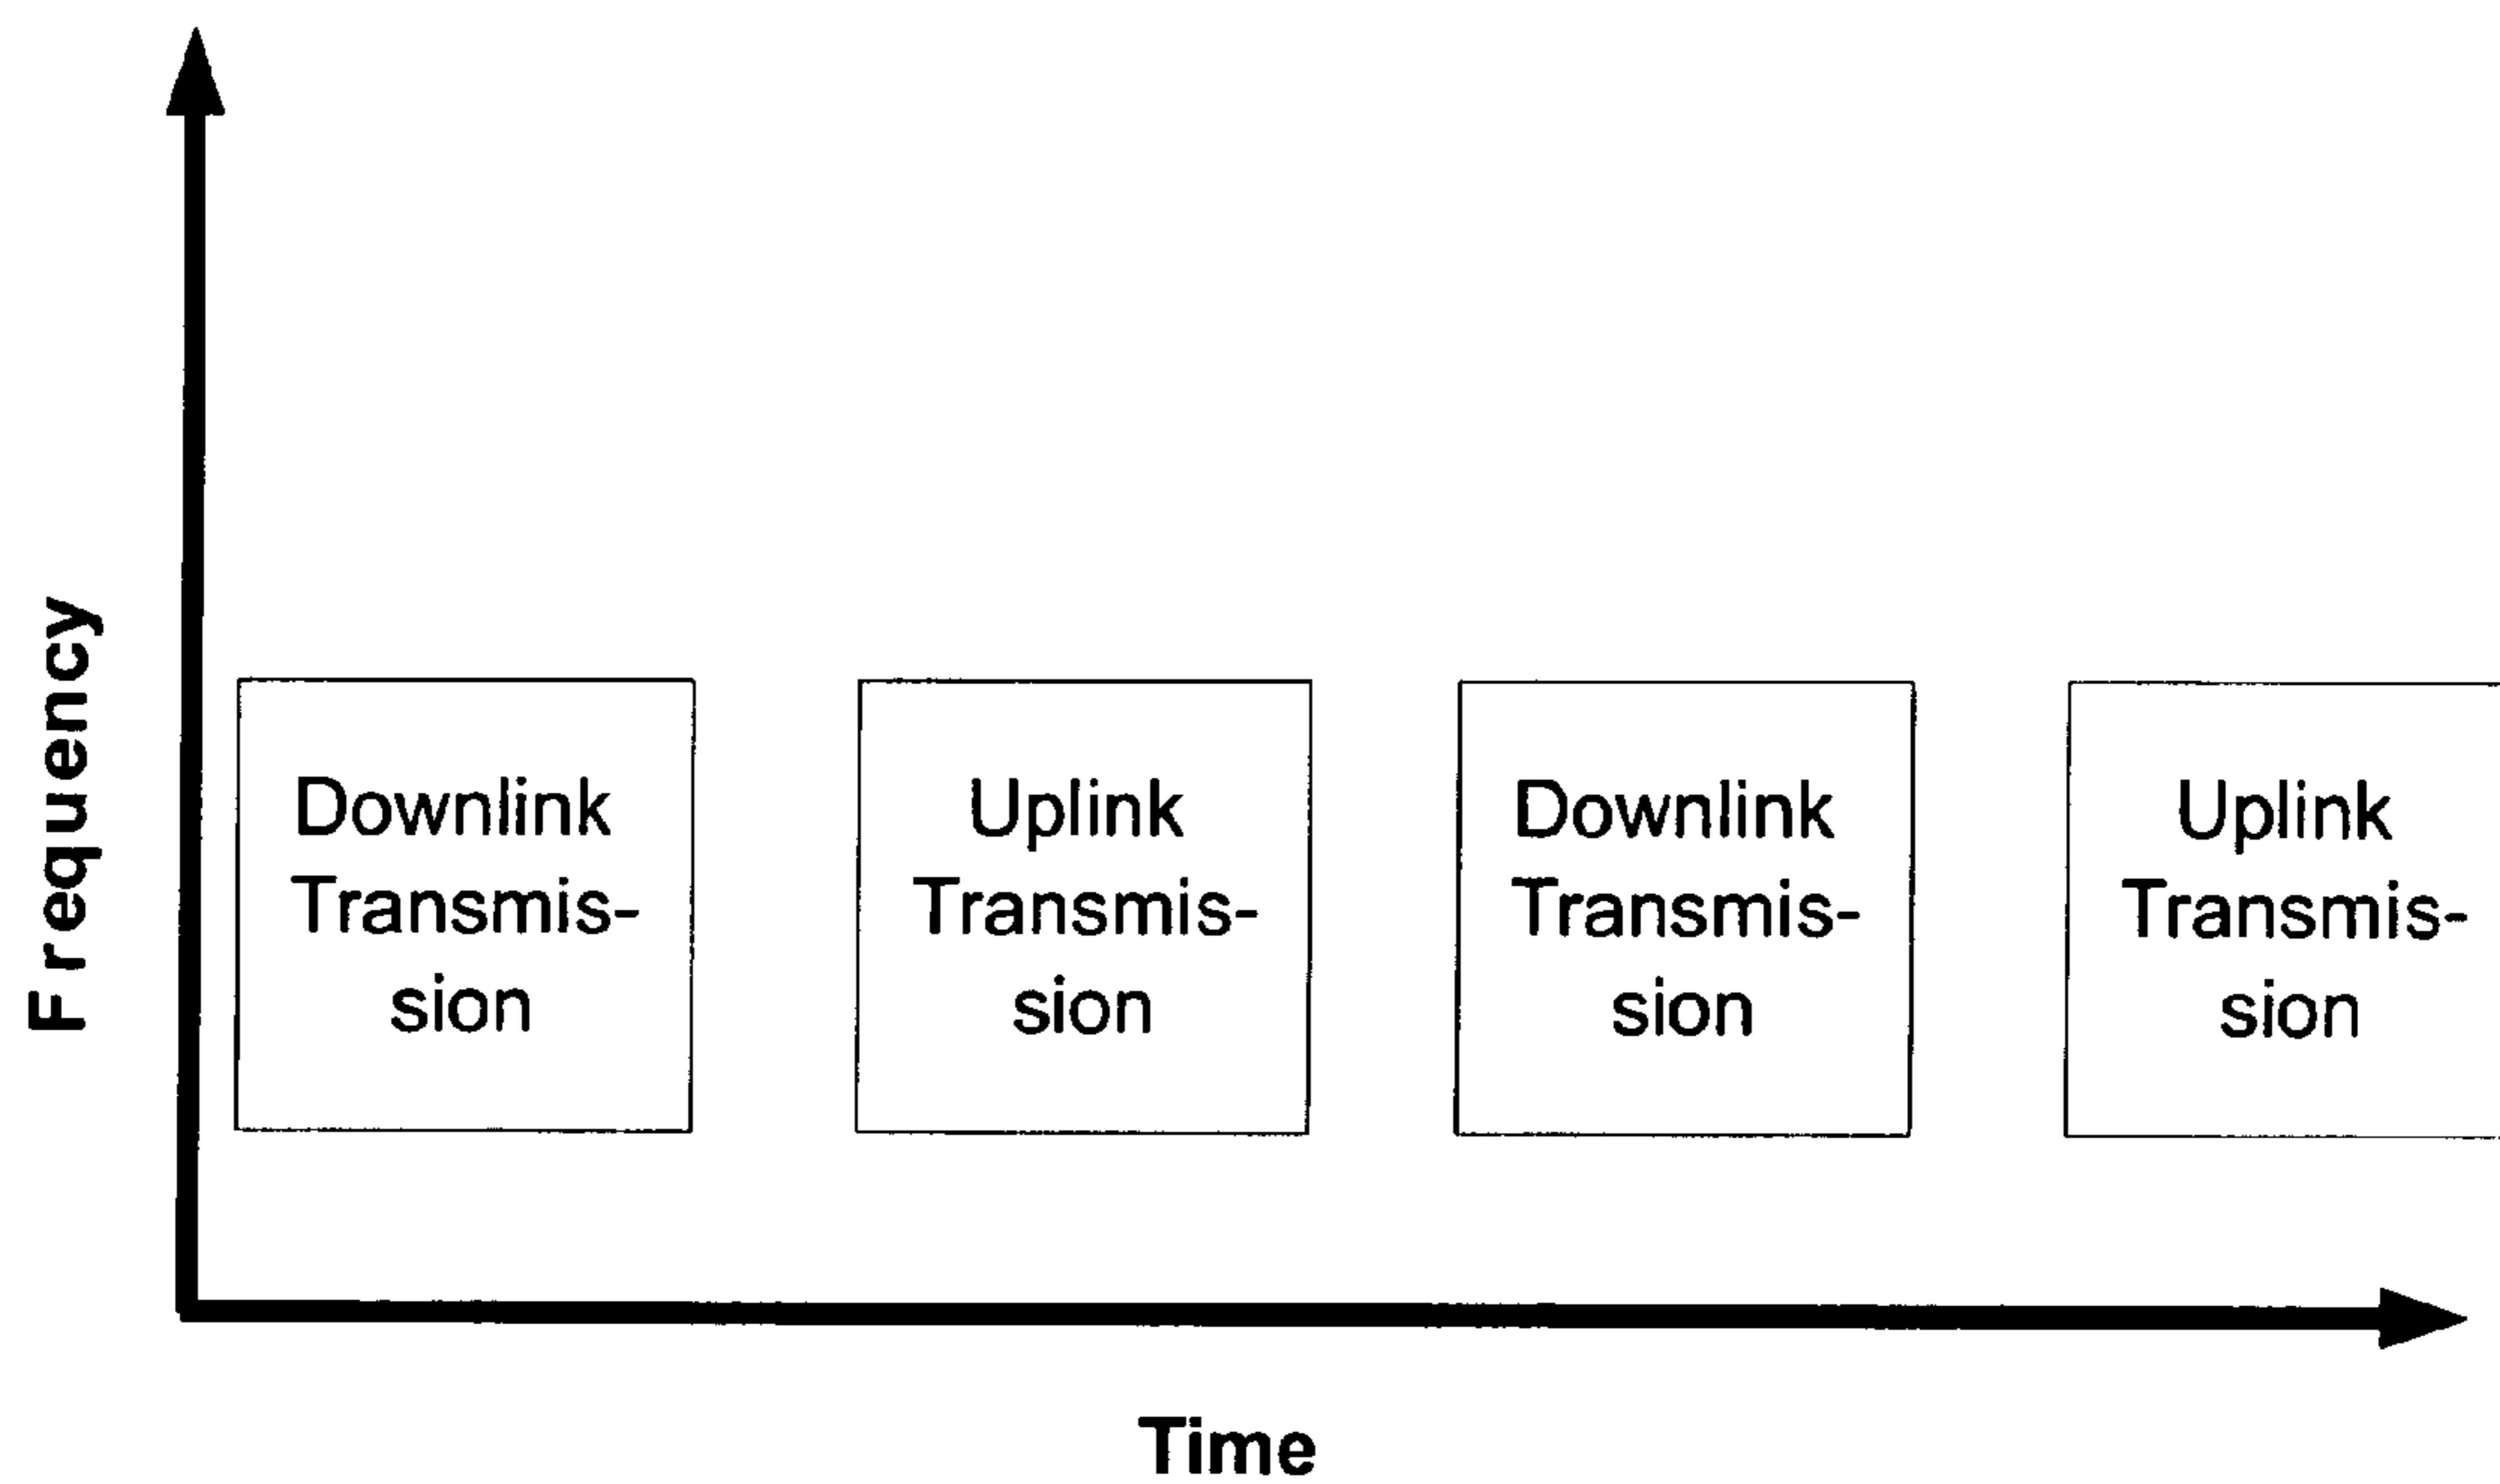 Frequency
Downlink
Transmis-
sion
Uplink
Transmis-
sion
Downlink
Transmis-
sion
Uplink
Transmis-
sion
Time